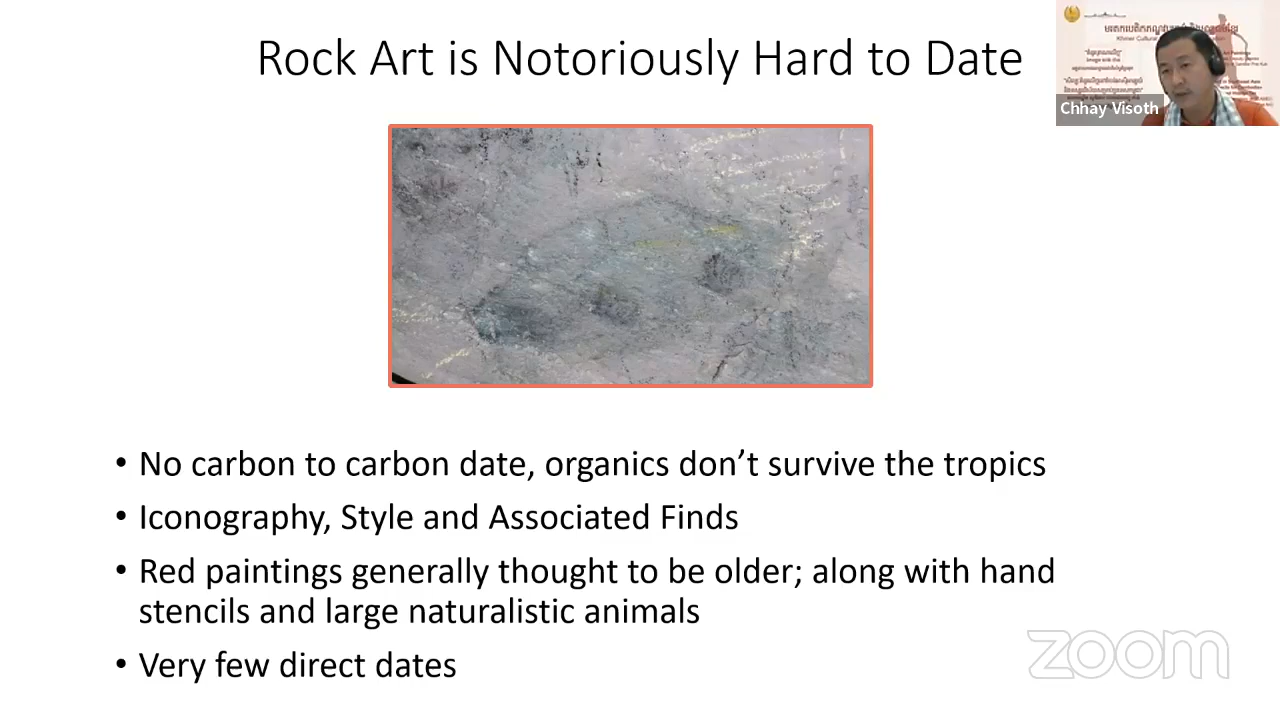 Rock Art is Notoriously Hard to Date
Chhay Visoth
• No carbon to carbon date, organics don’t survive the tropics
• Iconography, Style and Associated Finds
• Red paintings generally thought to be older; along with hand
stencils and large naturalistic animals
• Very few direct dates
zoom